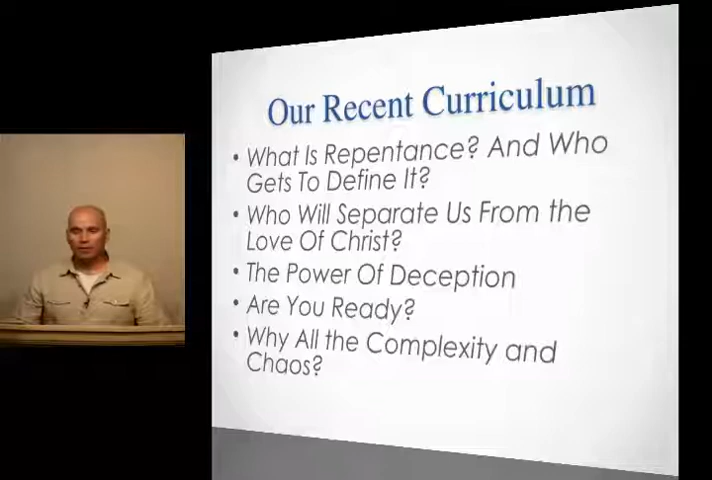 Our Recent Curriculum
• What Is Repentance? And Who
Gets To Define It?
• Who Will Separate Us From the
Love Of Christ?
• The Power Of Deception
• Are You Ready?
• Why All the Complexity and
Chaos?